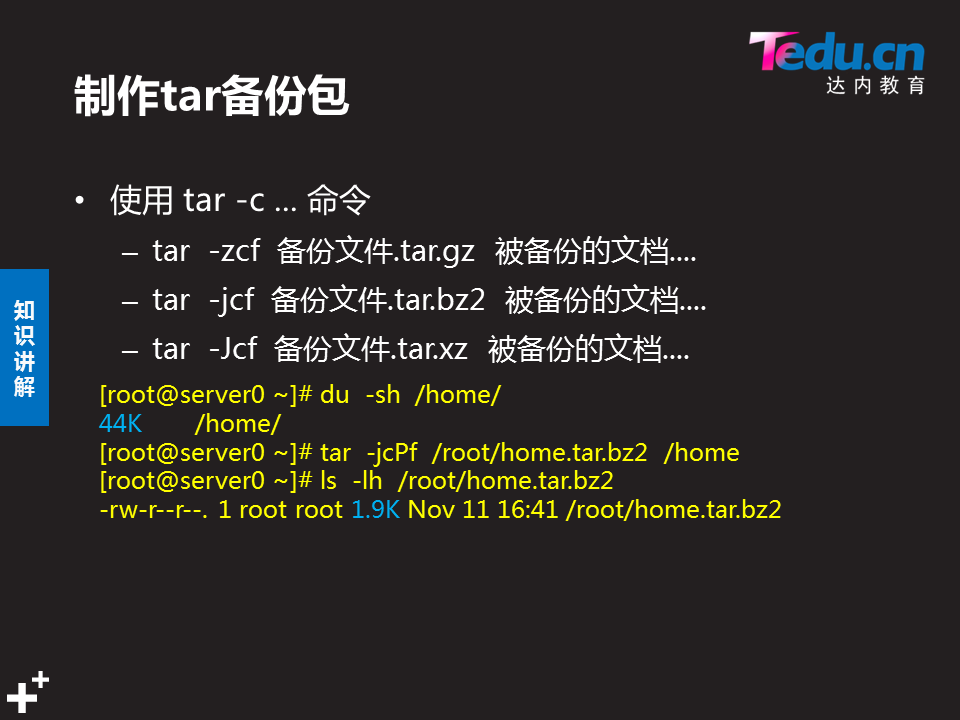 Tedu.cn
达内教育
制作tar备份包
• 使用 tar -c … 命令
– tar -zcf 备份文件.tar.gz 被备份的文档....
– tar -jcf 备份文件.tar.bz2 被备份的文档....
– tar -Jcf 备份文件.tar.xz 被备份的文档....
知识讲解
[root@server0 ~]# du -sh /home/
44K /home/
[root@server0 ~]# tar -jcPf /root/home.tar.bz2 /home
[root@server0 ~]# ls -lh /root/home.tar.bz2
-rw-r--r--. 1 root root 1.9K Nov 11 16:41 /root/home.tar.bz2